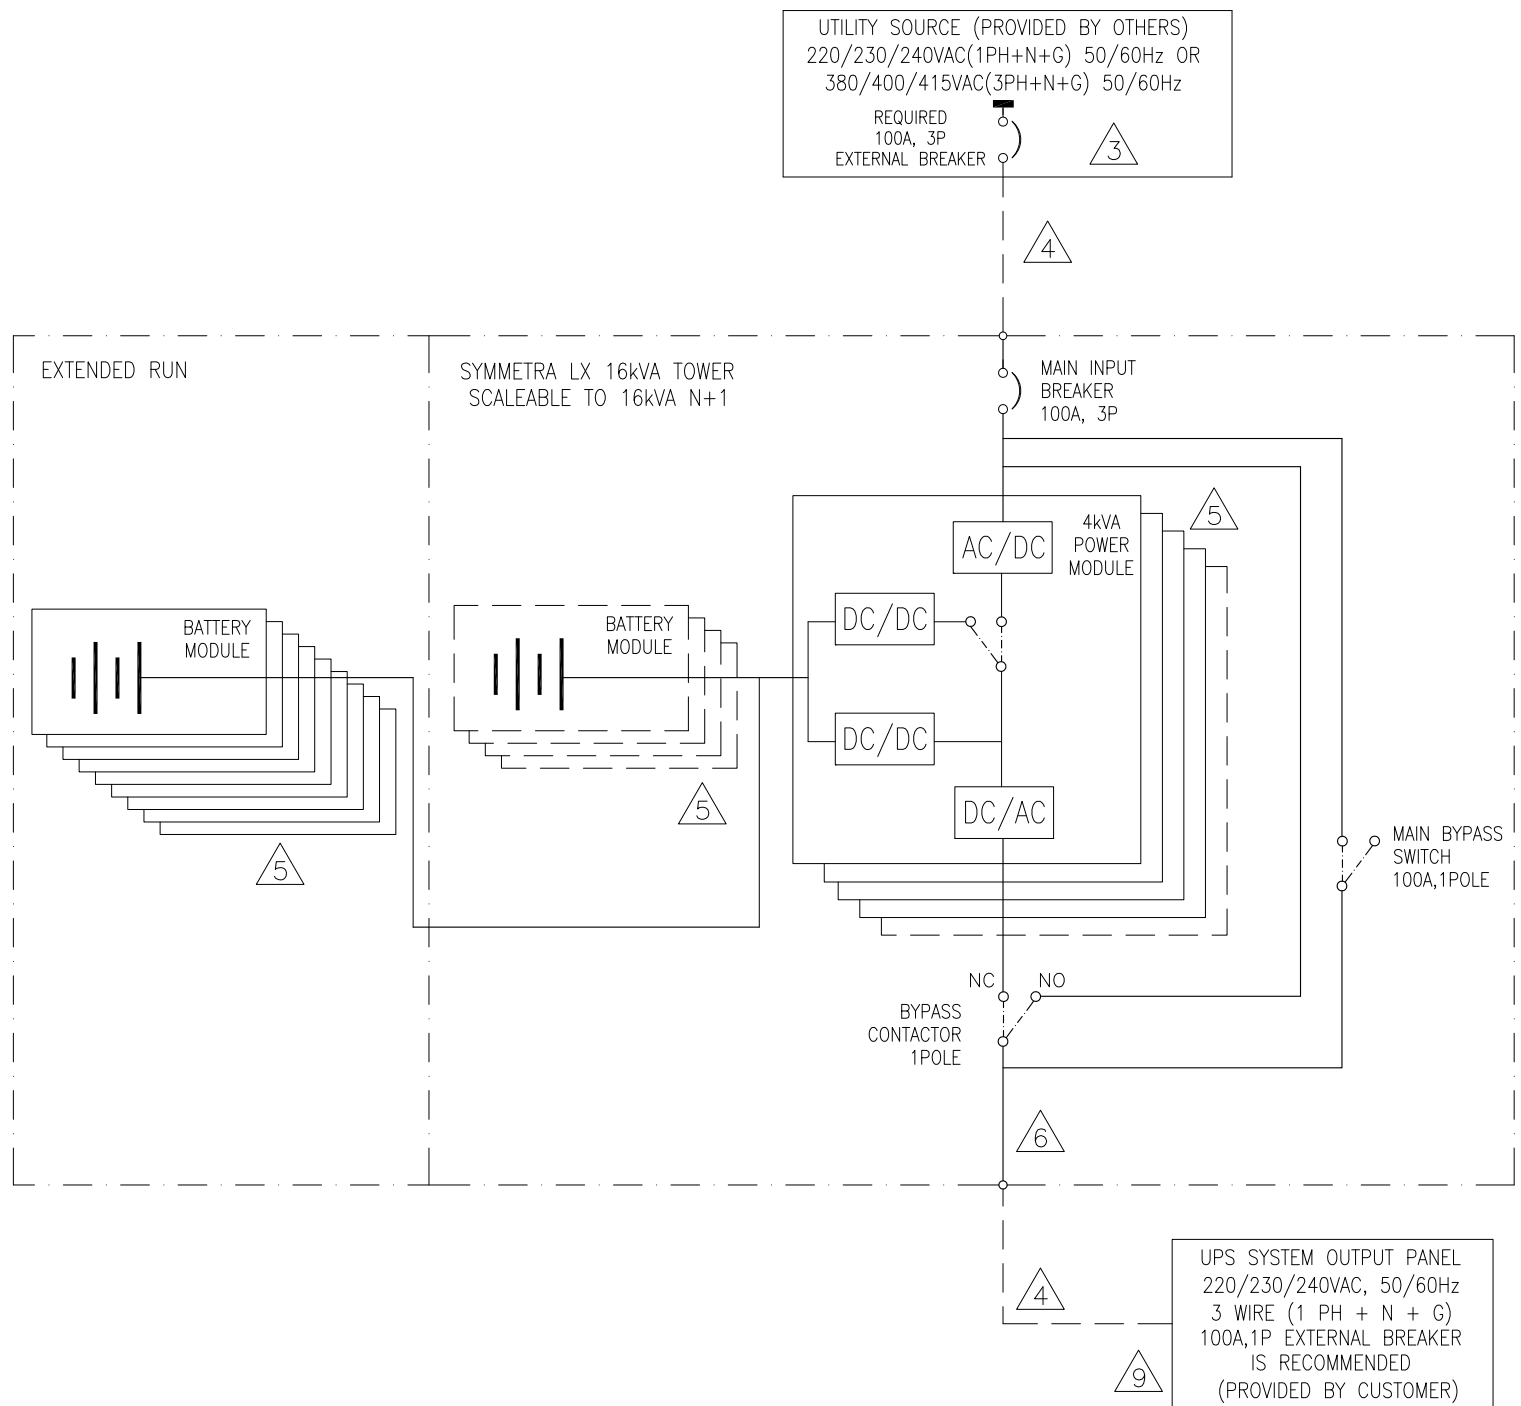 UTILITY SOURCE (PROVIDED BY OTHERS)
220/230/240VAC(1PH+N+G) 50/60Hz OR
380/400/415VAC(3PH+N+G) 50/60Hz
REQUIRED
100A, 3P
EXTERNAL BREAKER
3
4
EXTENDED RUN
SYMMETRA LX 16kVA TOWER
SCALEABLE TO 16kVA N+1
MAIN INPUT
BREAKER
100A, 3P
5
4kVA
POWER
MODULE
AC/DC
DC/DC
BATTERY
MODULE
BATTERY
MODULE
DC/DC
DC/AC
5
5
MAIN BYPASS
SWITCH
100A,1POLE
NC
NO
BYPASS
CONTACTOR
1POLE
6
4
UPS SYSTEM OUTPUT PANEL
220/230/240VAC, 50/60Hz
3 WIRE (1 PH + N + G)
100A,1P EXTERNAL BREAKER
IS RECOMMENDED
(PROVIDED BY CUSTOMER)
9